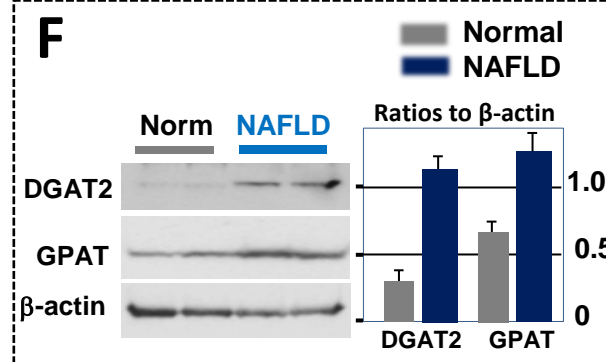 F
Normal
NAFLD
Norm NAFLD
Ratios to β-actin
DGAT2
GPAT
β-actin
1.0
0.5
0
DGAT2 GPAT